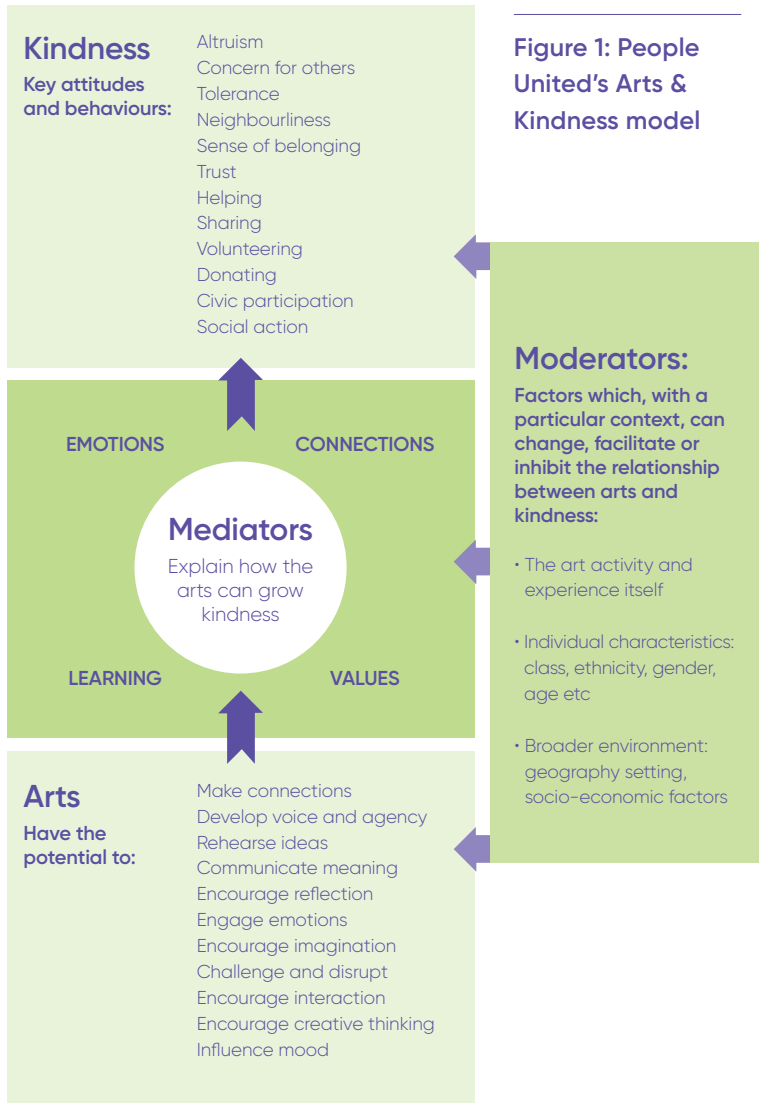 Kindness
Key attitudes
and behaviours:
Altruism
Concern for others
Tolerance
Neighbourliness
Sense of belonging
Trust
Helping
Sharing
Volunteering
Donating
Civic participation
Social action
Figure 1: People
United’s Arts &
Kindness model
EMOTIONS
CONNECTIONS
Mediators
Explain how the
arts can grow
kindness
LEARNING
VALUES
Moderators:
Factors which, with a
particular context, can
change, facilitate or
inhibit the relationship
between arts and
kindness:
• The art activity and
experience itself
• Individual characteristics:
class, ethnicity, gender,
age etc
• Broader environment:
geography setting,
socio-economic factors
Arts
Have the
potential to:
Make connections
Develop voice and agency
Rehearse ideas
Communicate meaning
Encourage reflection
Engage emotions
Encourage imagination
Challenge and disrupt
Encourage interaction
Encourage creative thinking
Influence mood